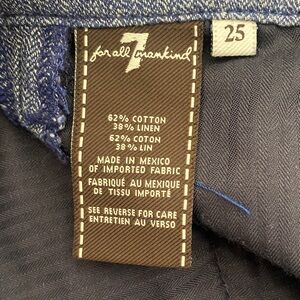 7
for all mankind
25
62% COTTON
38% LINEN
62% COTON
38% LIN
MADE IN MEXICO
OF IMPORTED FABRIC
FABRIQUÉ AU MEXIQUE
DE TISSU IMPORTÉ
SEE REVERSE FOR CARE
ENTRETIEN AU VERSO